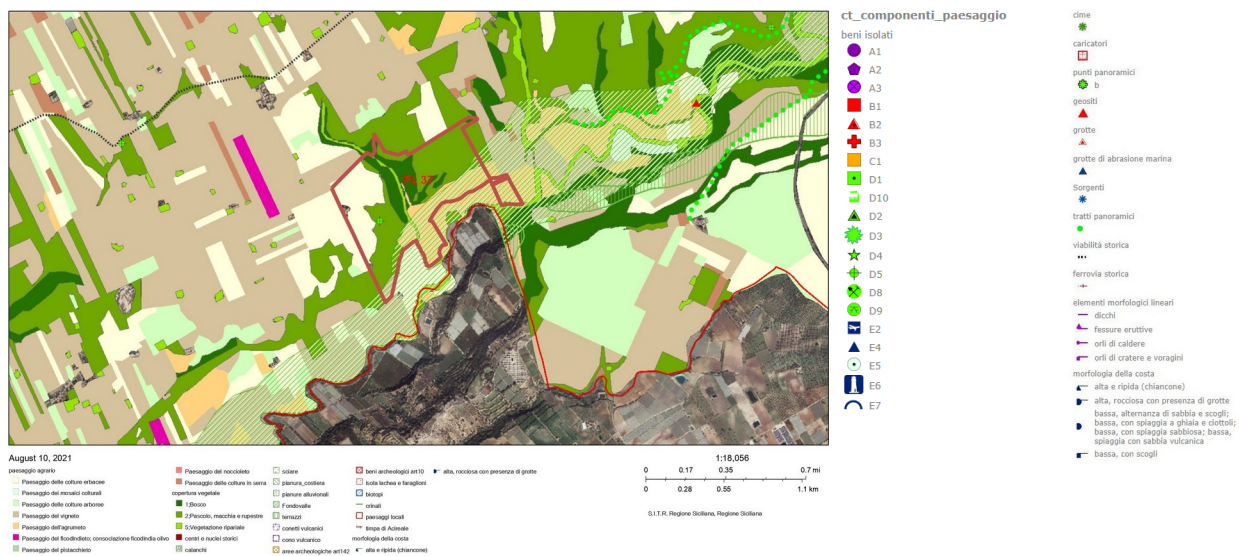 PL 37
August 10, 2021
paesaggio agrario
Paesaggio delle colture erbacee
Paesaggio dei mosaici colturali
Paesaggio delle colture arboree
Paesaggio del vigneto
Paesaggio dell'agrumeto
Paesaggio del ficodindieto; consociazione ficodindia olivo
Paesaggio del pistacchieto
Paesaggio del noccioleto
Paesaggio delle colture in serra
copertura vegetale
1;Bosco
2;Pascolo, macchia e rupestre
5;Vegetazione ripariale
centri e nuclei storici
calanchi
sciare
pianura_costiera
pianure alluvionali
Fondovalle
terrazzi
conetti vulcanici
cono vulcanico
aree archeologiche art142
beni archeologici art10
Isola lachea e faraglioni
biotopi
crinali
paesaggi locali
timpa di Acireale
morfologia della costa
alta e ripida (chiancone)
alta, rocciosa con presenza di grotte
1:18,056
0 0.17 0.35 0.7 mi
0 0.28 0.55 1.1 km
S.I.T.R. Regione Siciliana, Regione Siciliana
ct_componenti_paesaggio
beni isolati
A1
A2
A3
B1
B2
B3
C1
D1
D10
D2
D3
D4
D5
D8
D9
E2
E4
E5
E6
E7
cime
caricatori
punti panoramici
b
geositi
grotte
grotte di abrasione marina
Sorgenti
tratti panoramici
viabilità storica
ferrovia storica
elementi morfologici lineari
dicchi
fessure eruttive
orli di caldere
orli di cratere e voragini
morfologia della costa
alta e ripida (chiancone)
alta, rocciosa con presenza di grotte
bassa, alternanza di sabbia e scogli;
bassa, con spiaggia a ghiaia e ciottoli;
bassa, con spiaggia sabbiosa; bassa,
spiaggia con sabbia vulcanica
bassa, con scogli